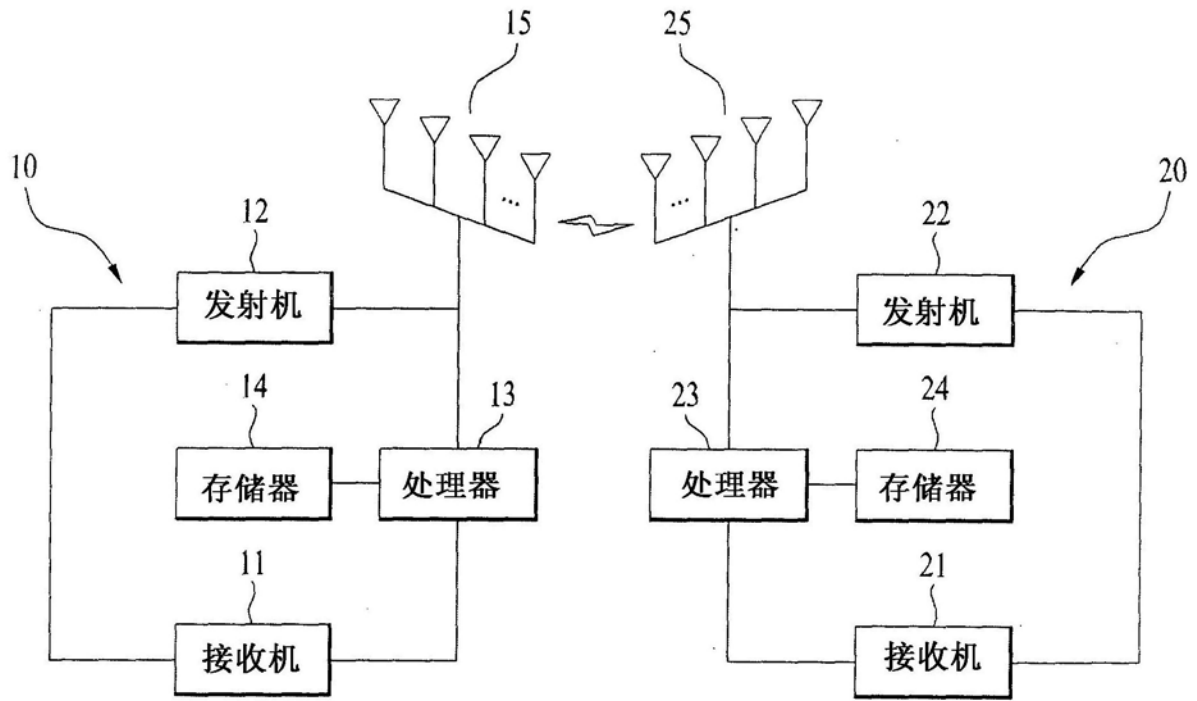 15 25
10 20
12 22
发射机 发射机
14 13 23 24
存储器 处理器 处理器 存储器
11 21
接收机 接收机